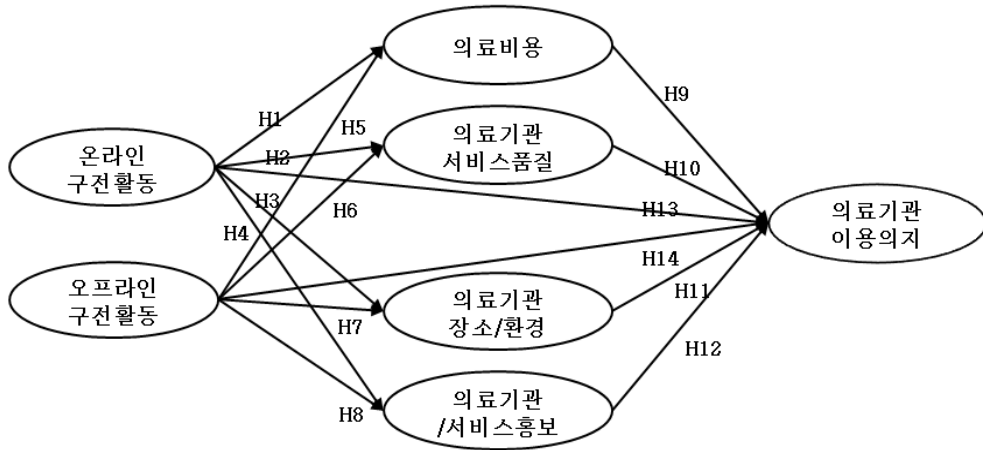 의료비용
H9
H1
H5
의료기관
서비스품질
온라인
구전활동
H2
H10
H3
H6
H13
의료기관
이용의지
H4
H14
오프라인
구전활동
의료기관
장소/환경
H11
H7
H12
의료기관
/서비스홍보
H8